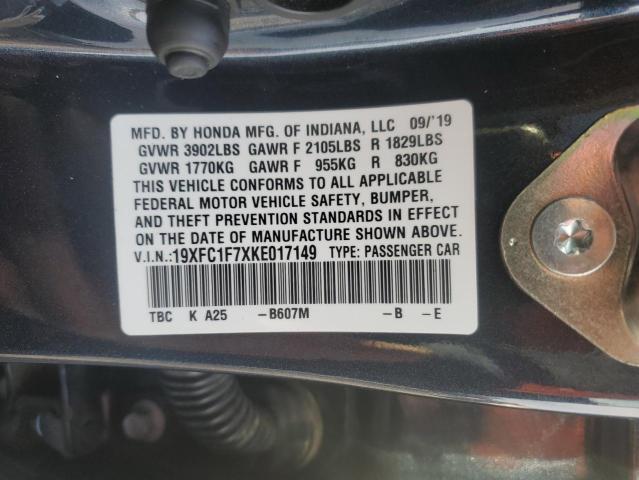 MFD. BY HONDA MFG. OF INDIANA, LLC 09/'19
GVWR 3902LBS GAWR F 2105LBS R 1829LBS
GVWR 1770KG GAWR F 955KG R 830KG
THIS VEHICLE CONFORMS TO ALL APPLICABLE
FEDERAL MOTOR VEHICLE SAFETY, BUMPER,
AND THEFT PREVENTION STANDARDS IN EFFECT
ON THE DATE OF MANUFACTURE SHOWN ABOVE.
V.I.N.:19XFC1F7XKE017149 TYPE: PASSENGER CAR
TBC K A25 -B607M -B -E